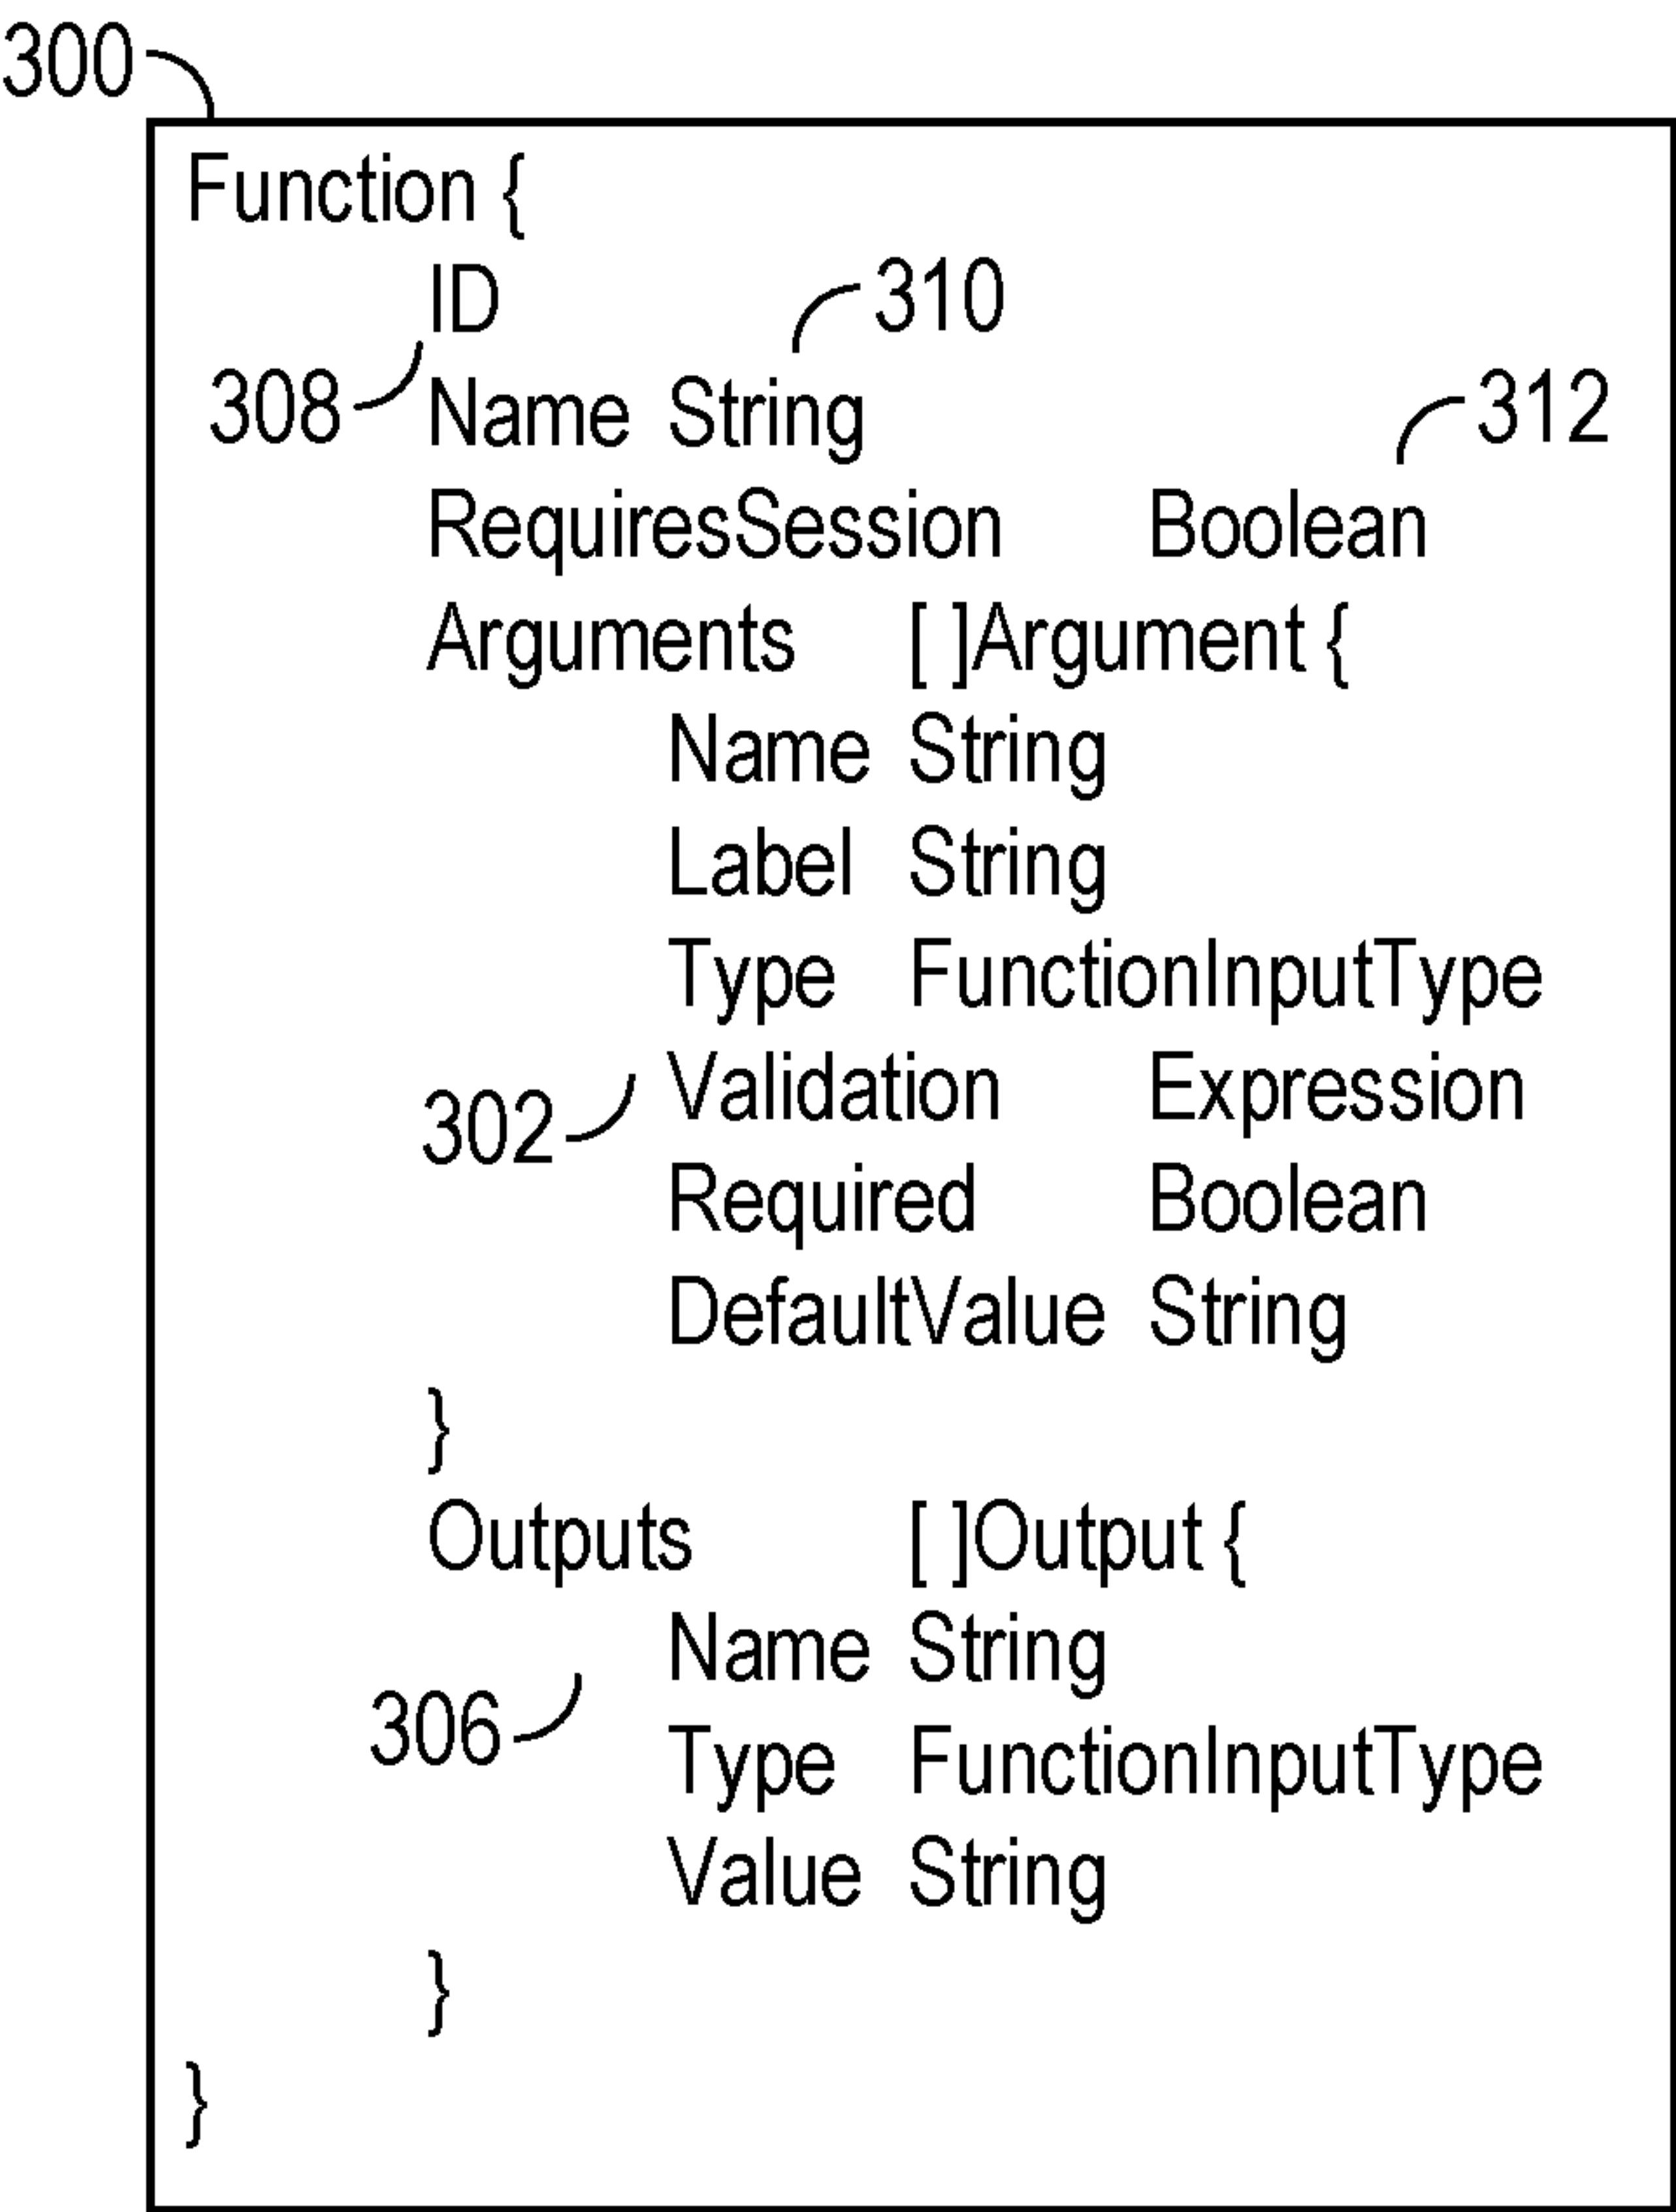 300
Function {
ID
310
308
Name String
312
RequiresSession Boolean
Arguments [ ]Argument {
Name String
Label String
Type FunctionInputType
Validation Expression
302
Required Boolean
DefaultValue String
}
Outputs [ ]Output {
Name String
306
Type FunctionInputType
Value String
}
}